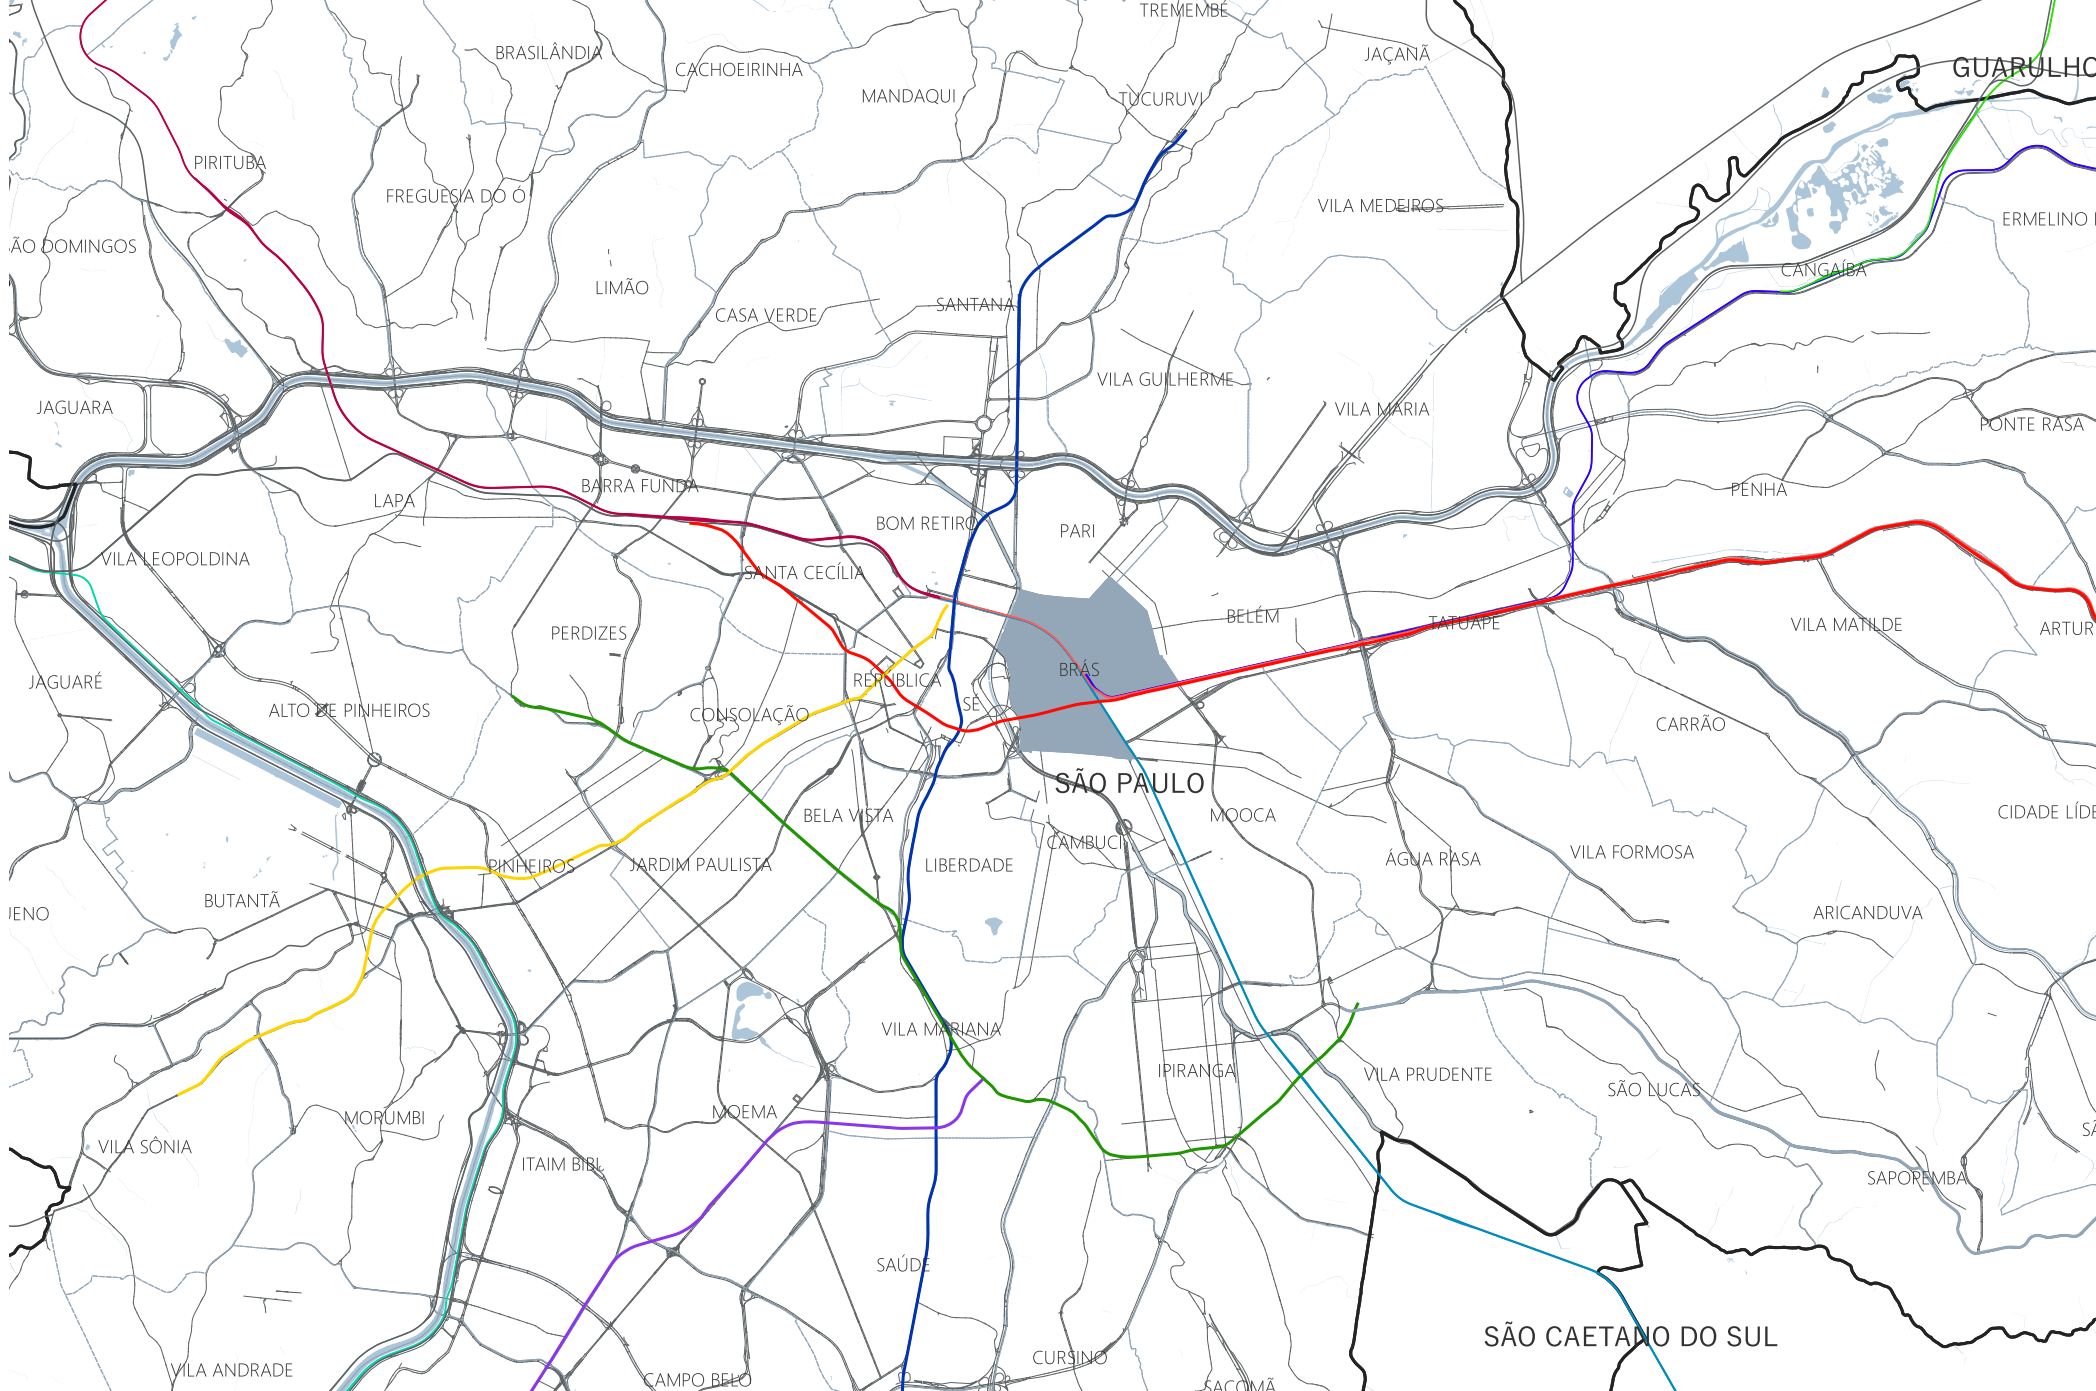 TREMEMBÉ
BRASILÂNDIA
JAÇANÃ
CACHOEIRINHA
GUARULHO
MANDAQUI
TUCURUVI
PIRITUBA
FREGUESIA DO Ó
VILA MEDEIROS
ERMELINO
ÃO DOMINGOS
CANGAÍBA
LIMÃO
SANTANA
CASA VERDE
VILA GUILHERME
JAGUARA
VILA MARIA
PONTE RASA
BARRA FUNDA
PENHA
LAPA
BOM RETIRO
PARI
VILA LEOPOLDINA
SANTA CECÍLIA
BELÉM
TATUAPÉ
VILA MATILDE
ARTUR
PERDIZES
BRÁS
JAGUARÉ
REPÚBLICA
SÉ
ALTO DE PINHEIROS
CONSOLAÇÃO
CARRÃO
SÃO PAULO
BELA VISTA
MOOCA
CIDADE LÍDE
CAMBUCI
VILA FORMOSA
ÁGUA RASA
PINHEIROS
JARDIM PAULISTA
LIBERDADE
BUTANTÃ
UENO
ARICANDUVA
VILA MARIANA
IPIRANGA
VILA PRUDENTE
SÃO LUCAS
MOEMA
MORUMBI
SÃ
VILA SÔNIA
ITAIM BIBI
SAPOPEMBA
SAÚDE
SÃO CAETANO DO SUL
CURSINO
VILA ANDRADE
CAMPO BELO
SACOMÃ